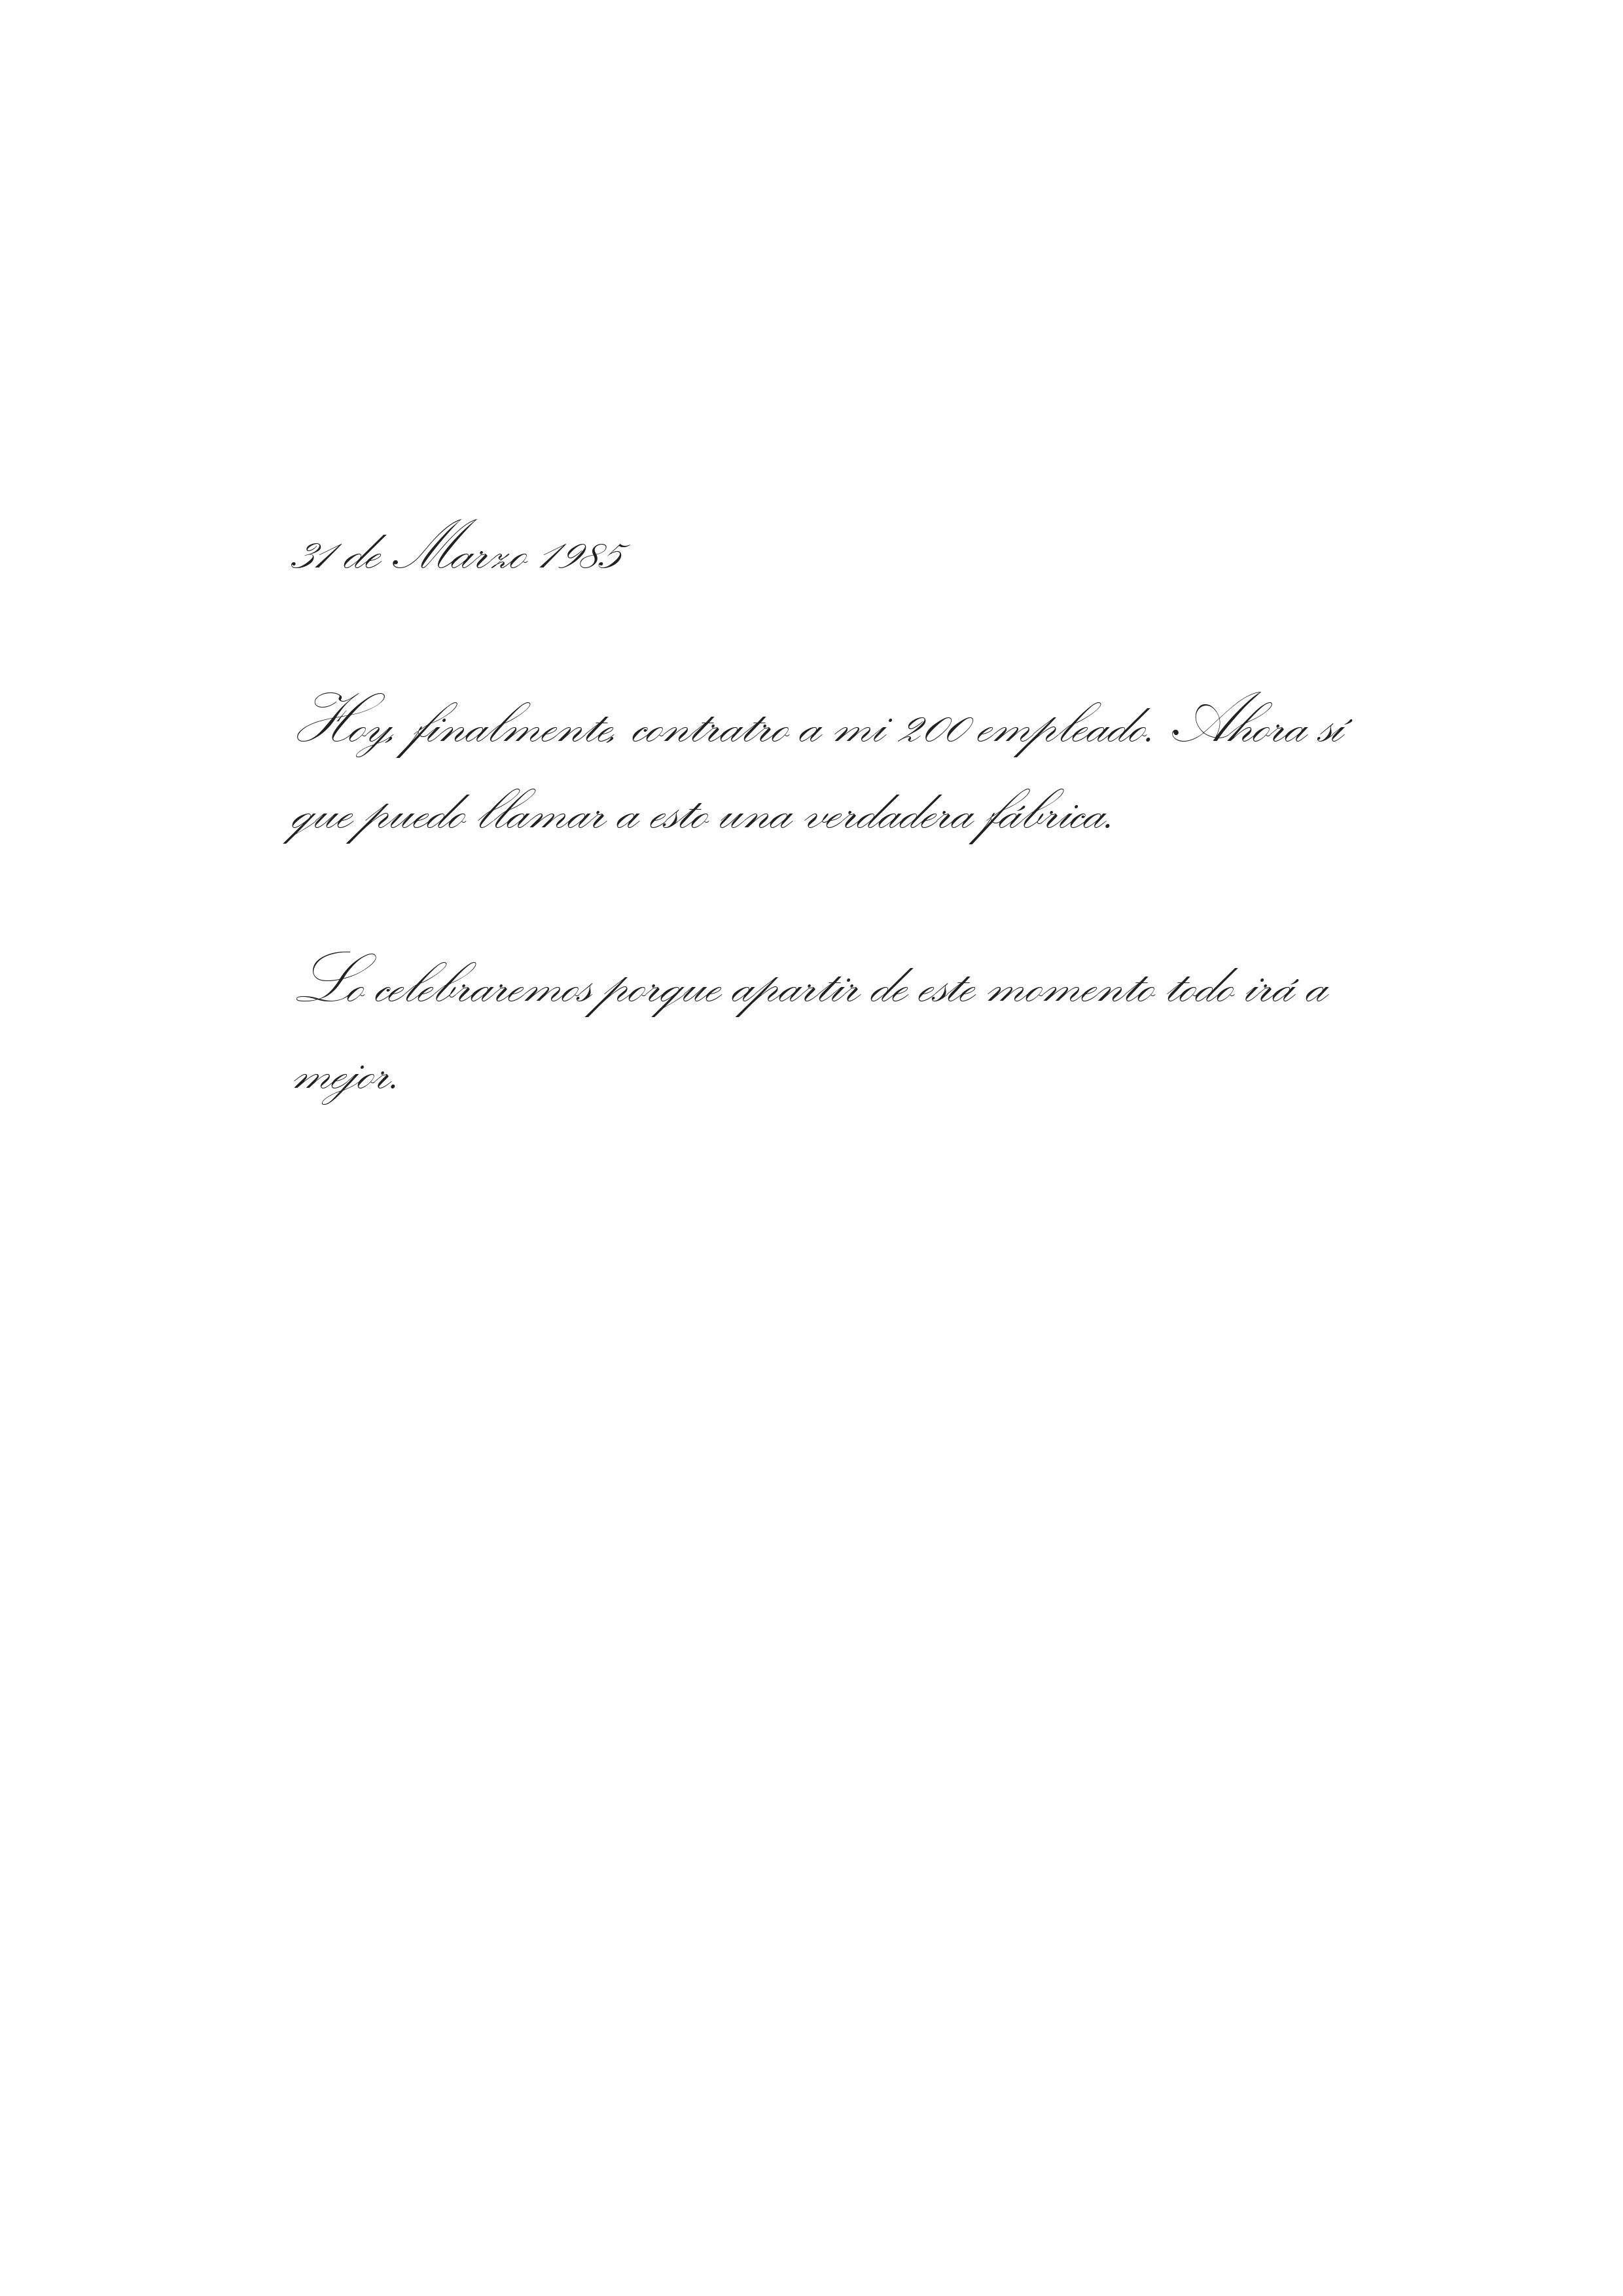 31 de Marzo 1985
Hoy, finalmente, contratro a mi 200 empleado. Ahora sí
que puedo llamar a esto una verdadera fábrica.
Lo celebraremos porque apartir de este momento todo irá a
mejor.